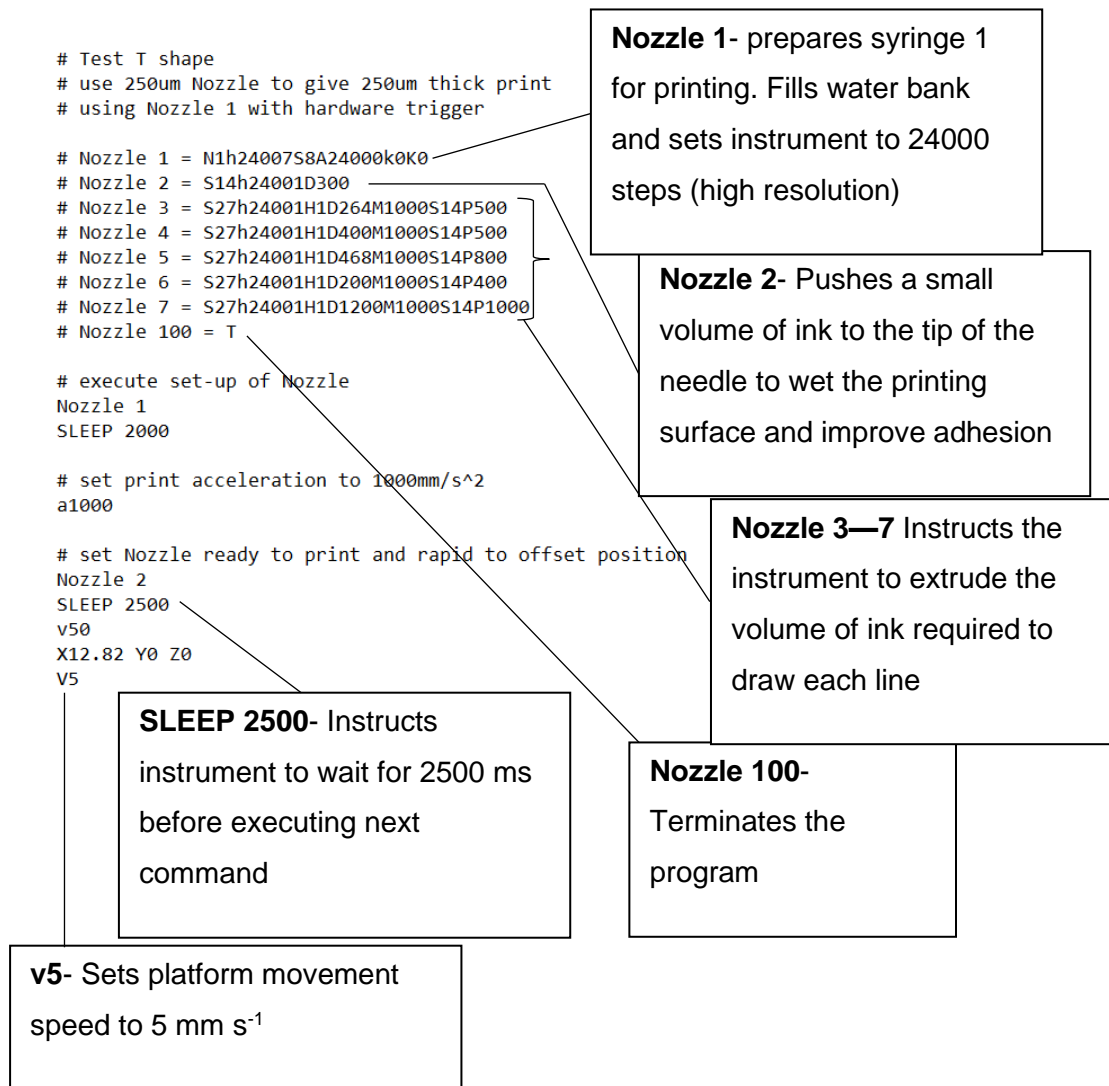 # Test T shape
# use 250um Nozzle to give 250um thick print
# using Nozzle 1 with hardware trigger
# Nozzle 1 = N1h24007S8A24000k0K0
# Nozzle 2 = S14h24001D300
# Nozzle 3 = S27h24001H1D264M1000S14P500
# Nozzle 4 = S27h24001H1D400M1000S14P500
# Nozzle 5 = S27h24001H1D468M1000S14P800
# Nozzle 6 = S27h24001H1D200M1000S14P400
# Nozzle 7 = S27h24001H1D1200M1000S14P1000
# Nozzle 100 = T
# execute set-up of Nozzle
Nozzle 1
SLEEP 2000
# set print acceleration to 1000mm/s^2
a1000
# set Nozzle ready to print and rapid to offset position
Nozzle 2
SLEEP 2500
v50
X12.82 Y0 Z0
V5
Nozzle 1- prepares syringe 1
for printing. Fills water bank
and sets instrument to 24000
steps (high resolution)
Nozzle 2- Pushes a small
volume of ink to the tip of the
needle to wet the printing
surface and improve adhesion
Nozzle 3—7 Instructs the
instrument to extrude the
volume of ink required to
draw each line
SLEEP 2500- Instructs
instrument to wait for 2500 ms
before executing next
command
Nozzle 100-
Terminates the
program
v5- Sets platform movement
speed to 5 mm s-1